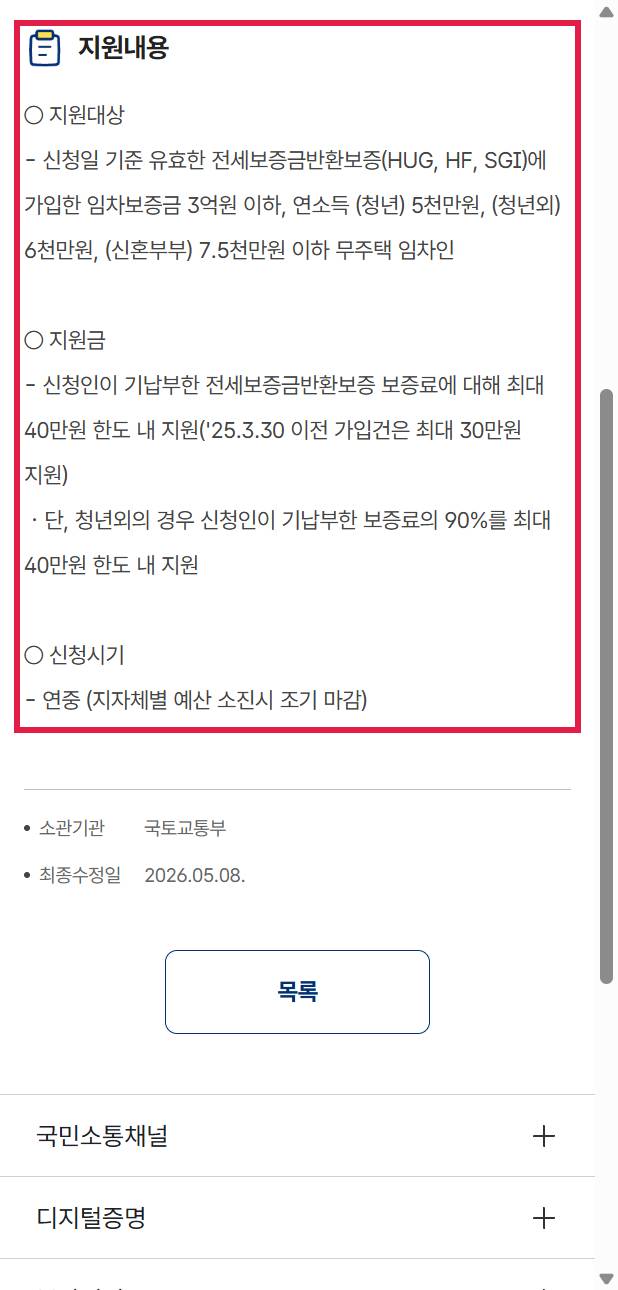 지원내용
○ 지원대상
- 신청일 기준 유효한 전세보증금반환보증(HUG, HF, SGI)에
가입한 임차보증금 3억원 이하, 연소득 (청년) 5천만원, (청년외)
6천만원, (신혼부부) 7.5천만원 이하 무주택 임차인
○ 지원금
- 신청인이 기납부한 전세보증금반환보증 보증료에 대해 최대
40만원 한도 내 지원('25.3.30 이전 가입건은 최대 30만원
지원)
· 단, 청년외의 경우 신청인이 기납부한 보증료의 90%를 최대
40만원 한도 내 지원
○ 신청시기
- 연중 (지자체별 예산 소진시 조기 마감)
• 소관기관 국토교통부
• 최종수정일 2026.05.08.
목록
국민소통채널 +
디지털증명 +